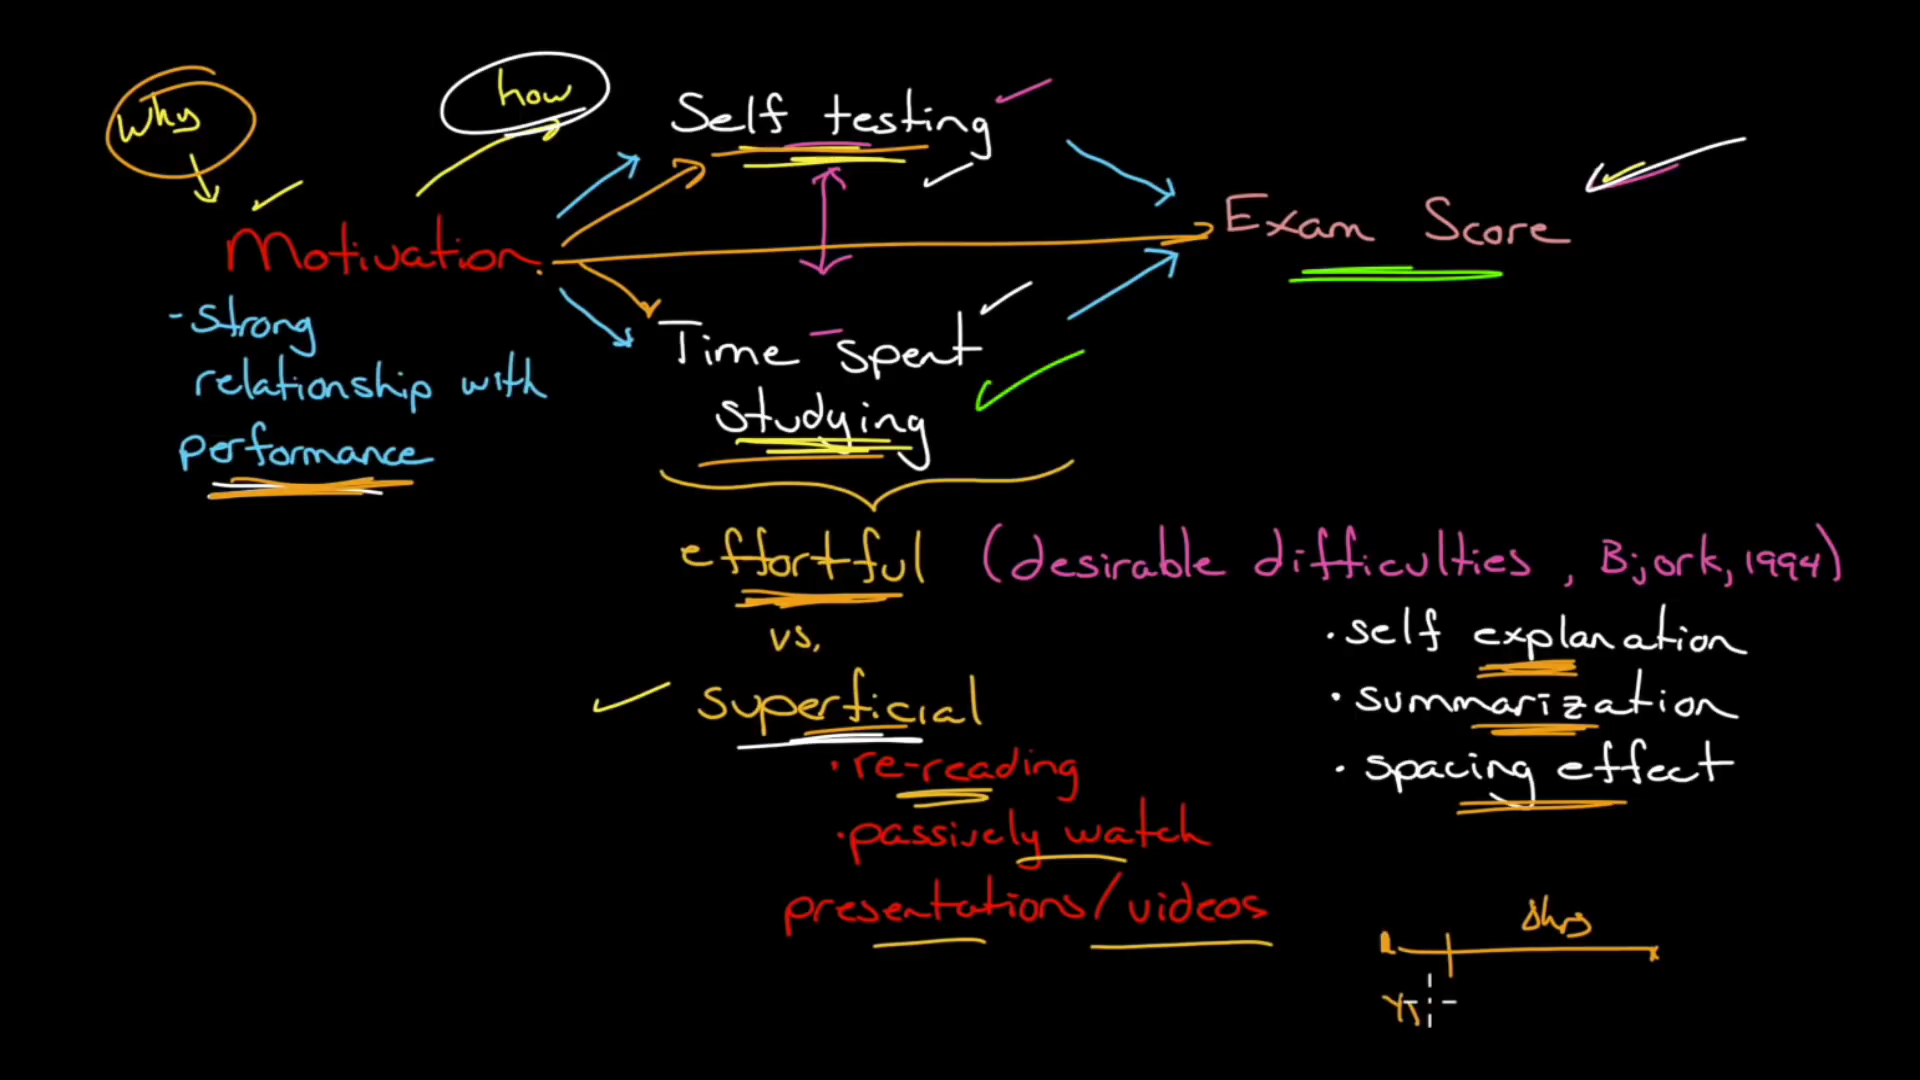 why
how
Self testing
Exam Score
Motivation
- strong
relationship with
performance
Time spent
studying
effortful (desirable difficulties, Bjork, 1994)
vs.
superficial
• re-reading
• passively watch
presentations/videos
• self explanation
• summarization
• spacing effect
8hrs